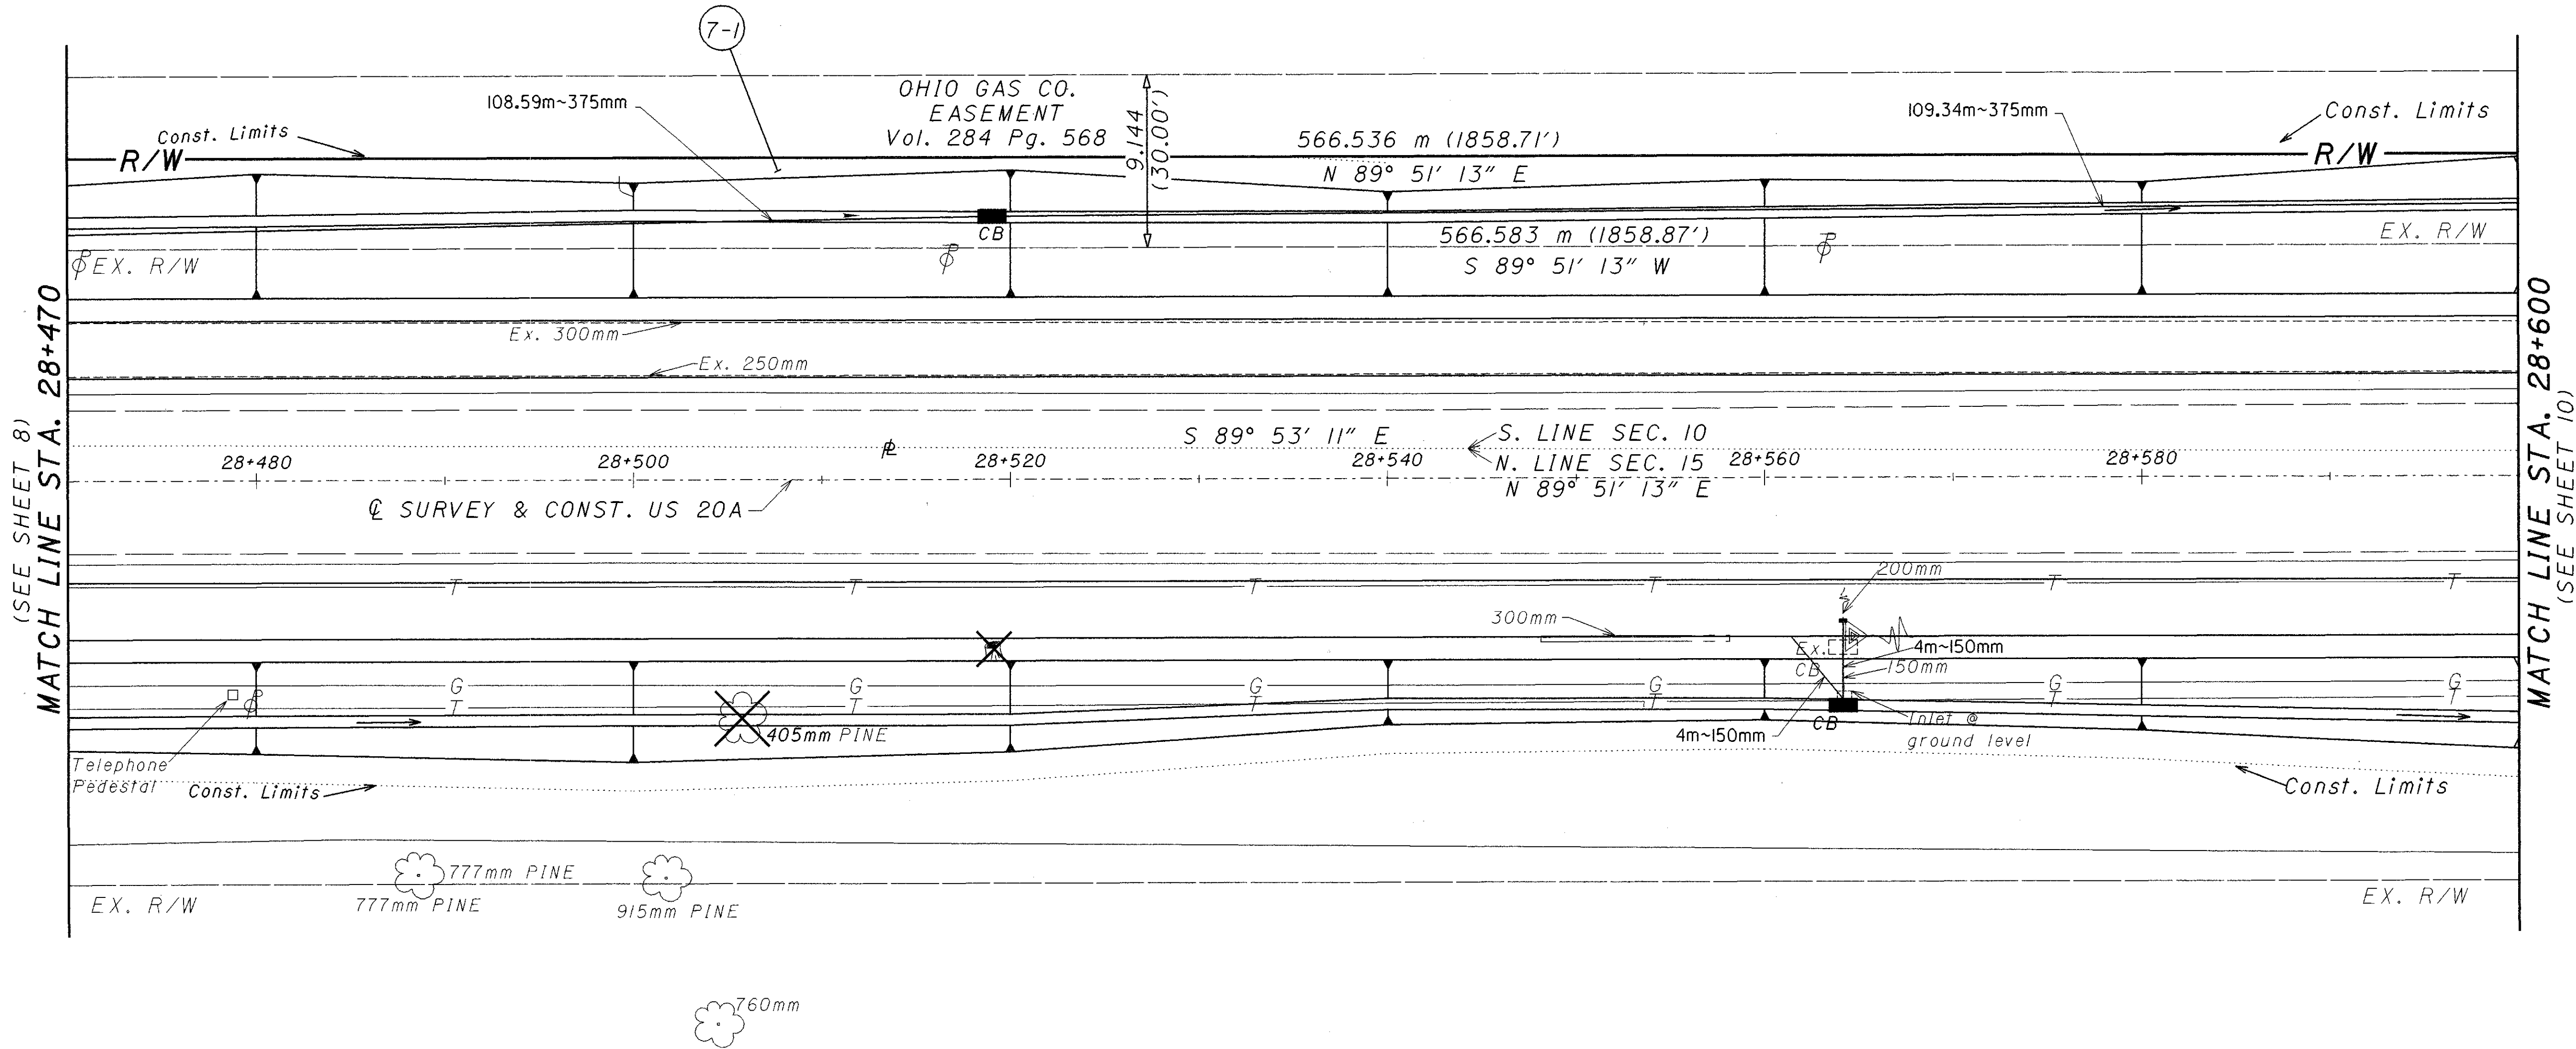 7-1
OHIO GAS CO.
EASEMENT
Vol. 284 Pg. 568
108.59m~375mm
109.34m~375mm
Const. Limits
Const. Limits
9.144
(30.00')
566.536 m (1858.71')
R/W
R/W
N 89° 51' 13" E
CB
566.583 m (1858.87')
EX. R/W
P EX. R/W
P
P
S 89° 51' 13" W
Ex. 300mm
Ex. 250mm
MATCH LINE STA. 28+470
(SEE SHEET 8)
MATCH LINE STA. 28+600
(SEE SHEET 10)
S 89° 53' 11" E
S. LINE SEC. 10
PL
28+480
28+500
28+520
28+540
N. LINE SEC. 15
28+560
28+580
N 89° 51' 13" E
℄ SURVEY & CONST. US 20A
200mm
T T T T T T
300mm
Ex.
CB
4m~150mm
150mm
G G G G G G
T T T T T T
P
405mm PINE
4m~150mm
CB
Inlet @
ground level
Telephone
Pedestal
Const. Limits
Const. Limits
777mm PINE
EX. R/W
777mm PINE
915mm PINE
EX. R/W
760mm